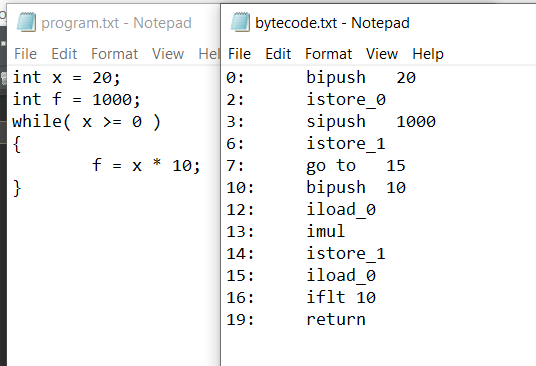 program.txt - Notepad
File Edit Format View Hel
int x = 20;
int f = 1000;
while( x >= 0 )
{
f = x * 10;
}
bytecode.txt - Notepad
File Edit Format View Help
0: bipush 20
2: istore_0
3: sipush 1000
6: istore_1
7: go to 15
10: bipush 10
12: iload_0
13: imul
14: istore_1
15: iload_0
16: iflt 10
19: return